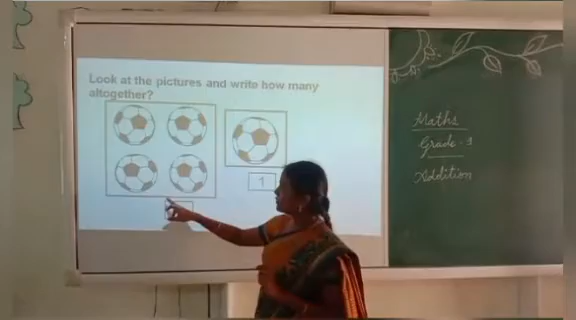 Look at the pictures and write how many
altogether?
1
Maths
Grade - 3
Addition